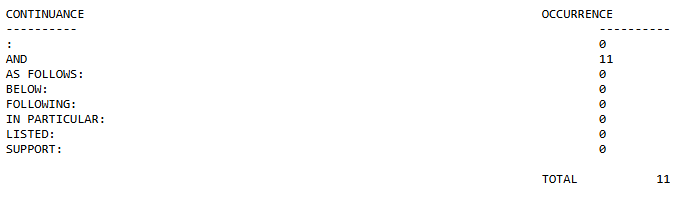 CONTINUANCE OCCURRENCE
---------- ----------
: 0
AND 11
AS FOLLOWS: 0
BELOW: 0
FOLLOWING: 0
IN PARTICULAR: 0
LISTED: 0
SUPPORT: 0
TOTAL 11